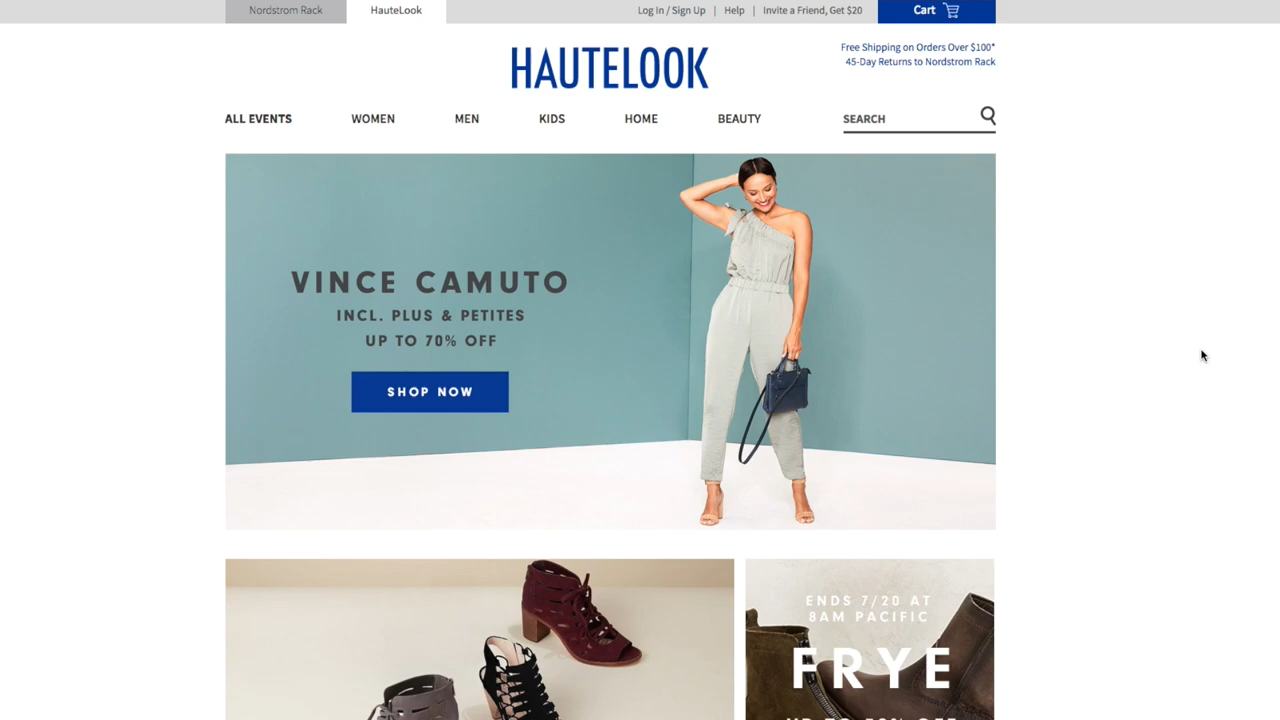 Nordstrom Rack
HauteLook
Log In / Sign Up | Help | Invite a Friend, Get $20
Cart
HAUTELOOK
Free Shipping on Orders Over $100*
45-Day Returns to Nordstrom Rack
ALL EVENTS
WOMEN
MEN
KIDS
HOME
BEAUTY
SEARCH
VINCE CAMUTO
INCL. PLUS & PETITES
UP TO 70% OFF
SHOP NOW
ENDS 7/20 AT
8AM PACIFIC
FRYE